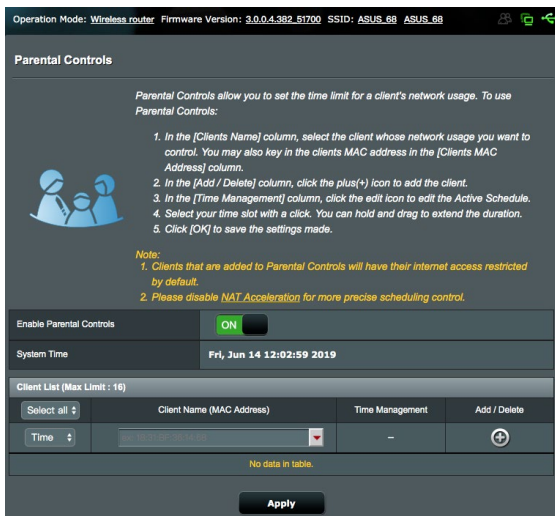 Operation Mode: Wireless router Firmware Version: 3.0.0.4.382_51700 SSID: ASUS_68 ASUS_68
Parental Controls
Parental Controls allow you to set the time limit for a client's network usage. To use
Parental Controls:
1. In the [Clients Name] column, select the client whose network usage you want to
control. You may also key in the clients MAC address in the [Clients MAC
Address] column.
2. In the [Add / Delete] column, click the plus(+) icon to add the client.
3. In the [Time Management] column, click the edit icon to edit the Active Schedule.
4. Select your time slot with a click. You can hold and drag to extend the duration.
5. Click [OK] to save the settings made.
Note:
1. Clients that are added to Parental Controls will have their internet access restricted
by default.
2. Please disable NAT Acceleration for more precise scheduling control.
Enable Parental Controls ON
System Time Fri, Jun 14 12:02:59 2019
Client List (Max Limit : 16)
Select all Client Name (MAC Address) Time Management Add / Delete
Time –
No data in table.
Apply